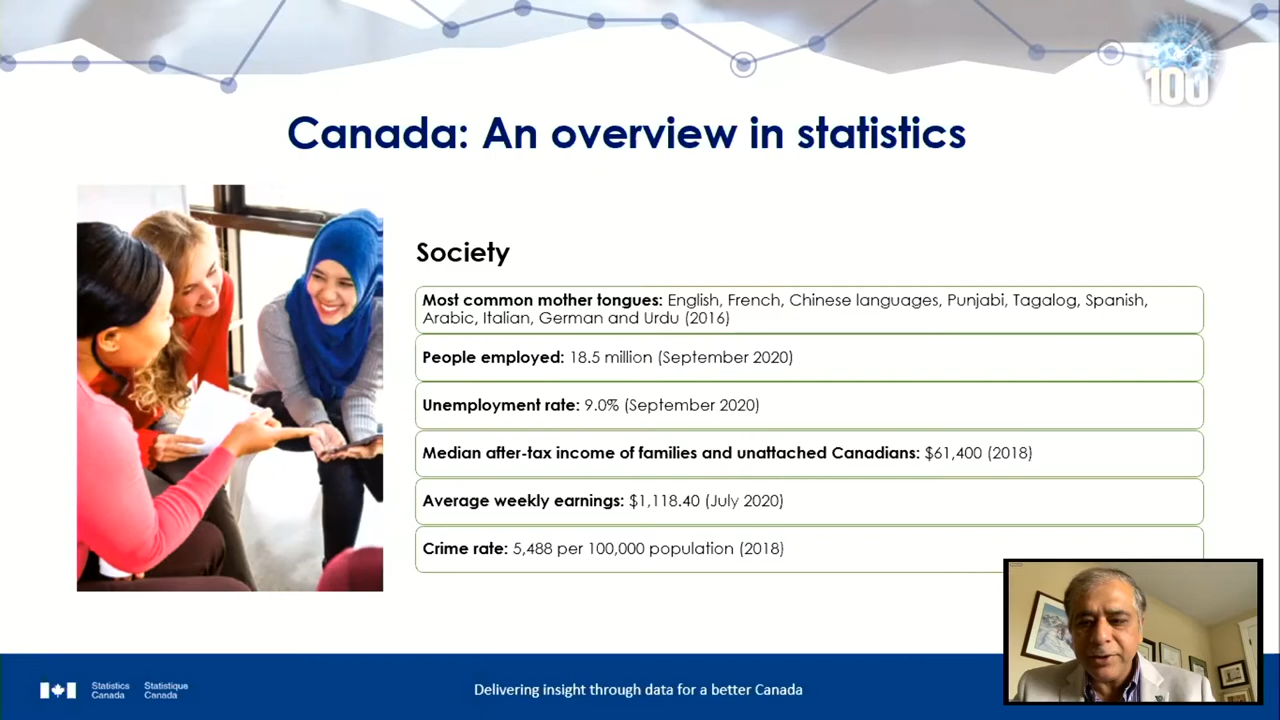 100
Canada: An overview in statistics
Society
Most common mother tongues: English, French, Chinese languages, Punjabi, Tagalog, Spanish,
Arabic, Italian, German and Urdu (2016)
People employed: 18.5 million (September 2020)
Unemployment rate: 9.0% (September 2020)
Median after-tax income of families and unattached Canadians: $61,400 (2018)
Average weekly earnings: $1,118.40 (July 2020)
Crime rate: 5,488 per 100,000 population (2018)
Statistics Statistique
Canada Canada
Delivering insight through data for a better Canada